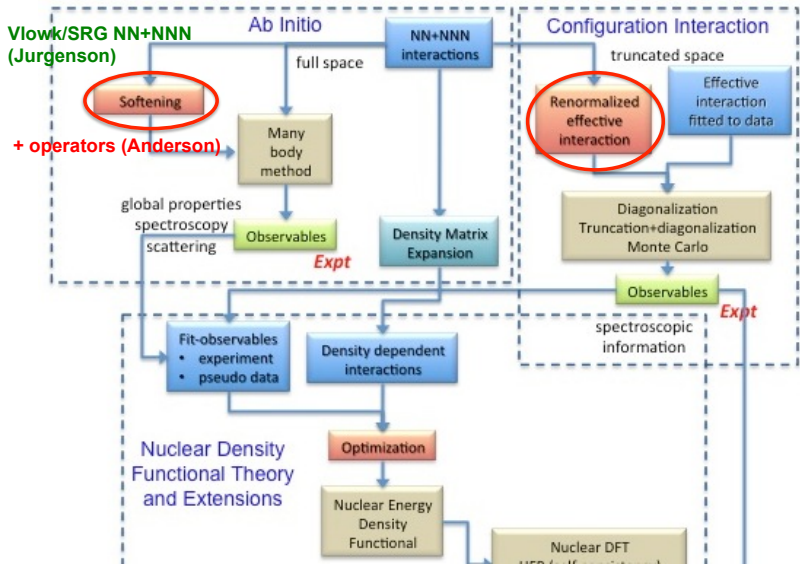 Vlowk/SRG NN+NNN
(Jurgenson)
Ab Initio
NN+NNN
interactions
Configuration Interaction
full space
truncated space
Softening
Renormalized
effective
interaction
Effective
interaction
fitted to data
+ operators (Anderson)
Many
body
method
global properties
spectroscopy
scattering
Observables
Expt
Density Matrix
Expansion
Diagonalization
Truncation+diagonalization
Monte Carlo
Observables
Expt
spectroscopic
information
Fit-observables
• experiment
• pseudo data
Density dependent
interactions
Nuclear Density
Functional Theory
and Extensions
Optimization
Nuclear Energy
Density
Functional
Nuclear DFT